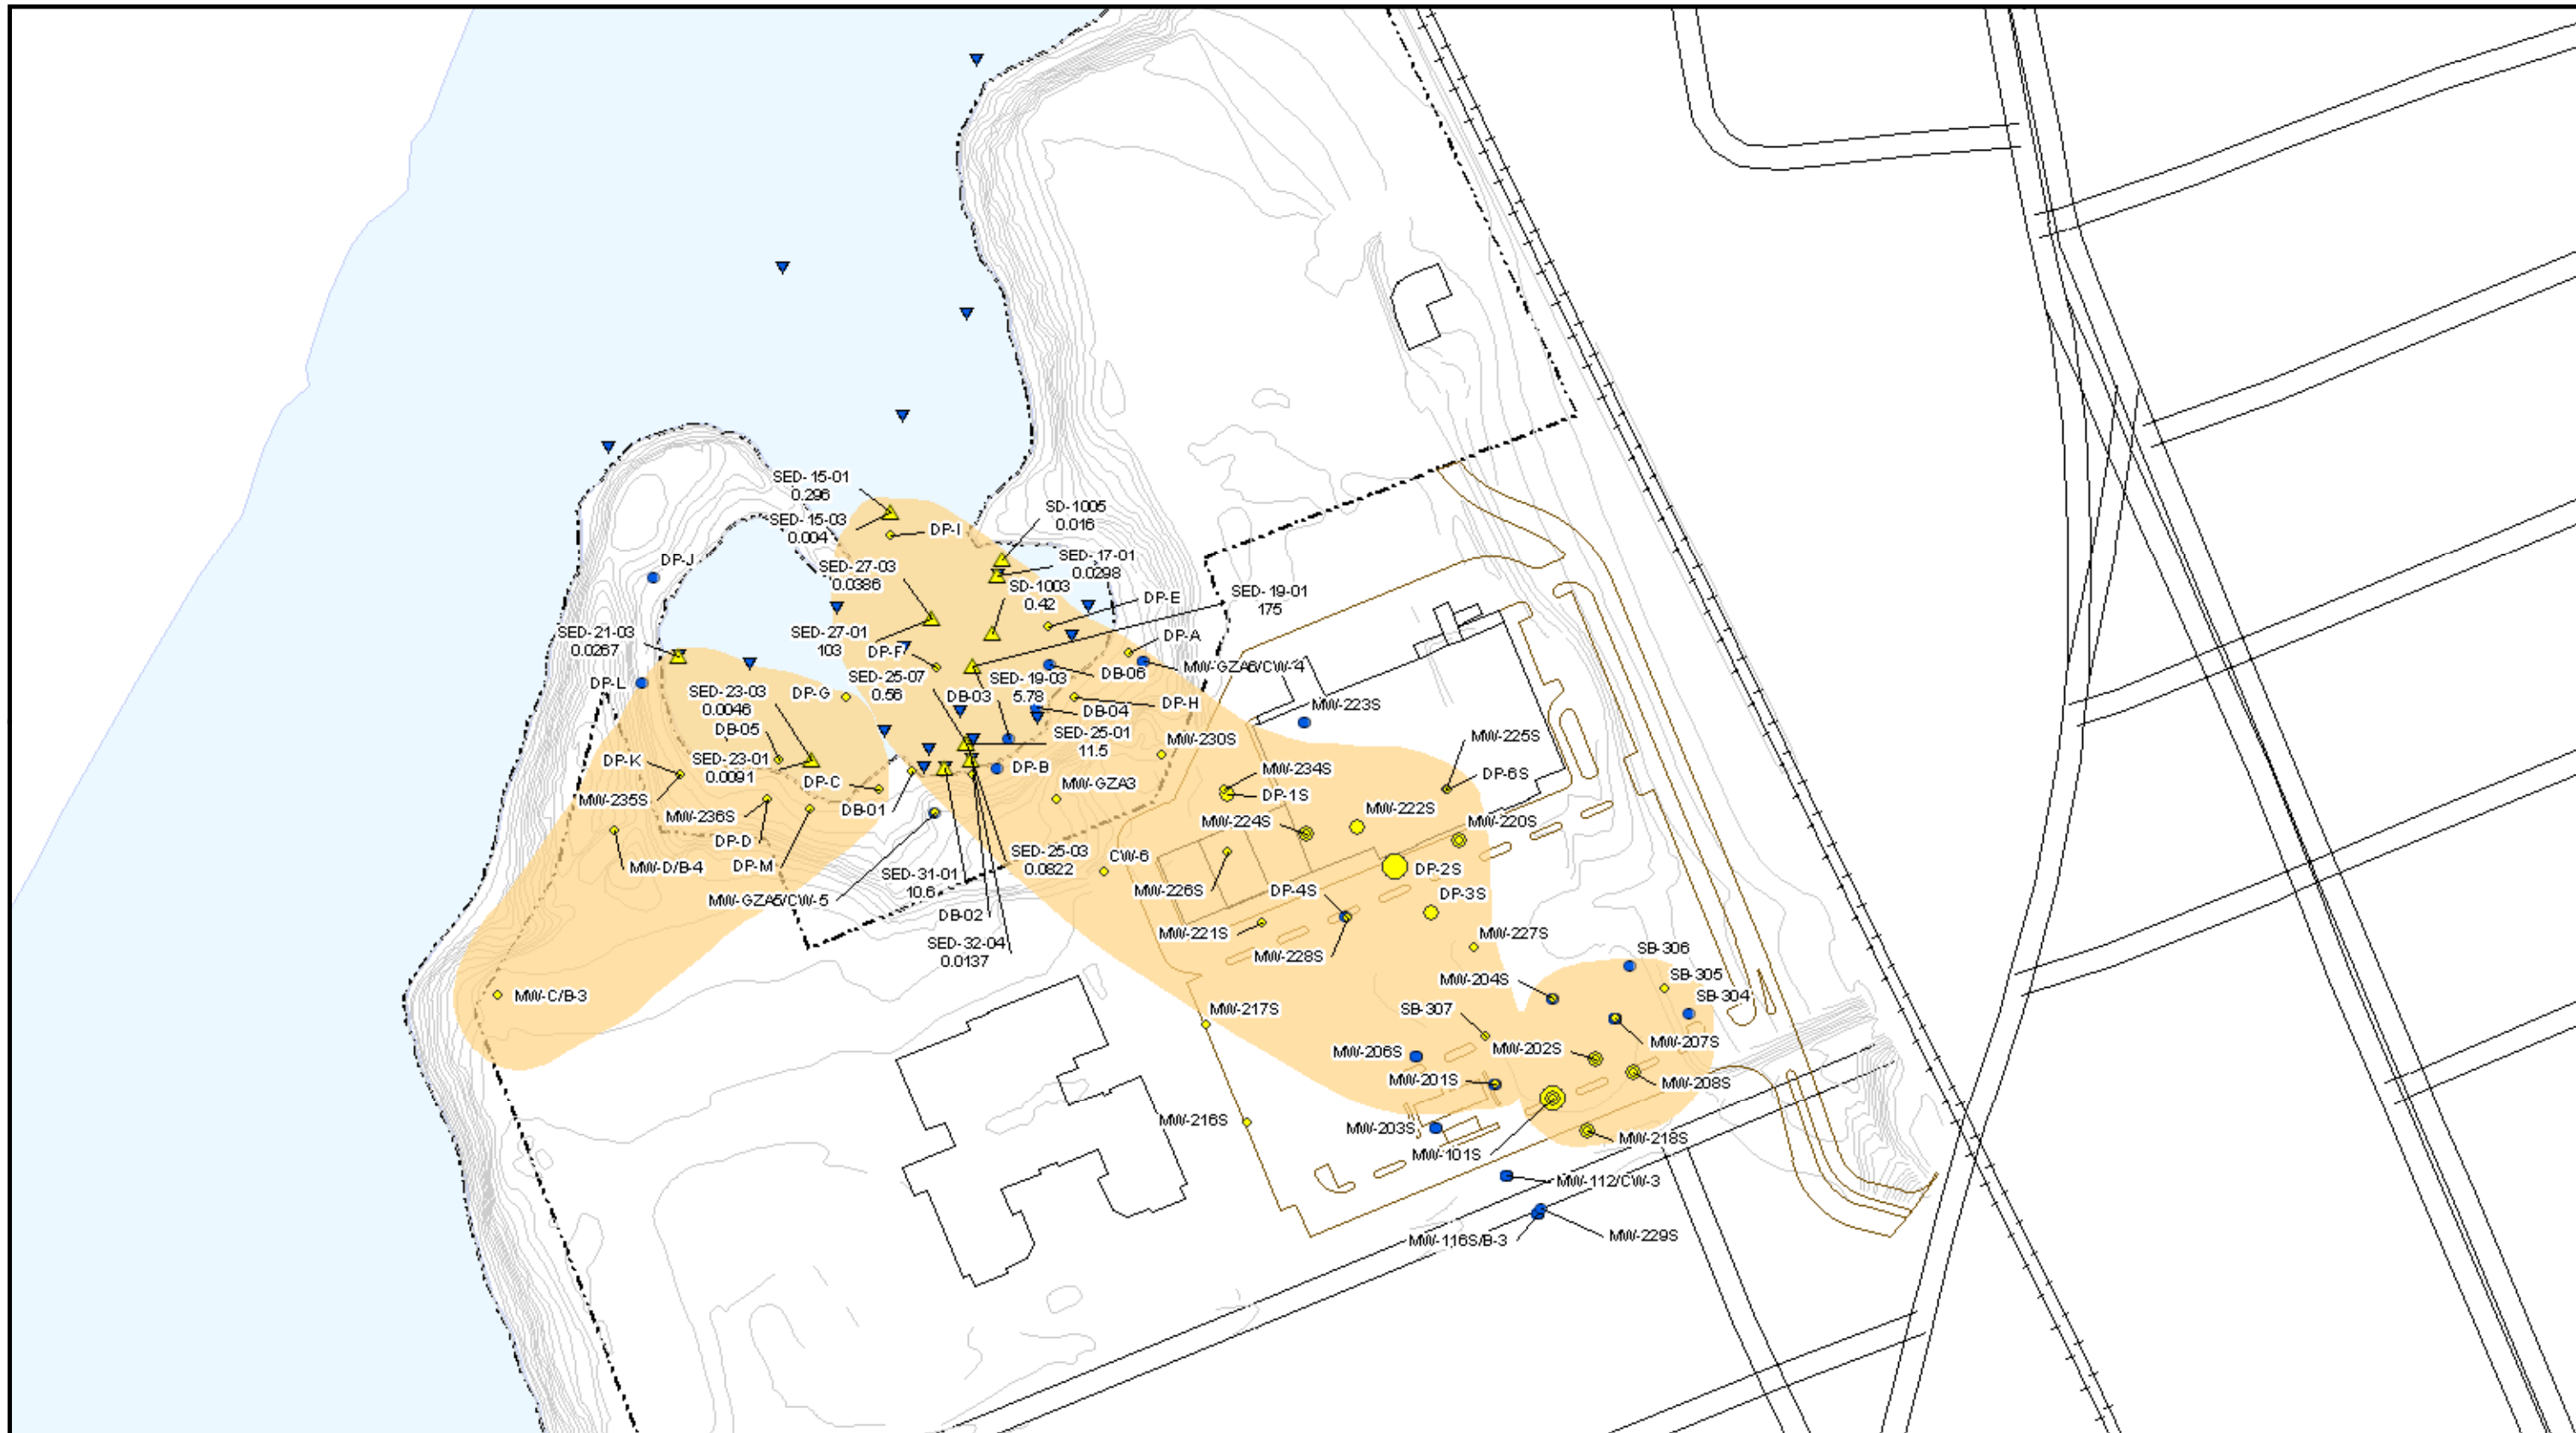 SED-15-01
0.296
SED-15-03
0.004
DP-I
SD-1005
0.016
SED-17-01
0.0298
DP-J
SED-27-03
0.0386
SD-1003
0.42
DP-E
SED-19-01
175
SED-21-03
0.0267
SED-27-01
103
DP-F
DP-A
MW-GZA6/CW-4
DB-06
DP-L
DP-G
SED-25-07
0.56
SED-19-03
5.78
DB-03
DP-H
DB-04
SED-23-03
0.0046
DB-05
SED-25-01
11.5
MW-223S
MW-230S
MW-225S
DP-K
SED-23-01
0.0091
DP-C
DP-B
MW-234S
DP-6S
MW-235S
DB-01
MW-GZA3
DP-1S
MW-236S
MW-222S
DP-D
MW-224S
MW-220S
DP-M
MW-D/B-4
SED-25-03
0.0822
CW-6
DP-2S
SED-31-01
10.6
MW-226S
DP-4S
DP-3S
MW-GZA5/CW-5
DB-02
MW-221S
SED-32-04
0.0137
MW-228S
MW-227S
SB-306
MW-204S
SB-305
MW-C/B-3
SB-304
MW-217S
SB-307
MW-207S
MW-206S
MW-202S
MW-201S
MW-208S
MW-216S
MW-203S
MW-218S
MW-101S
MW-112/CW-3
MW-116S/B-3
MW-229S